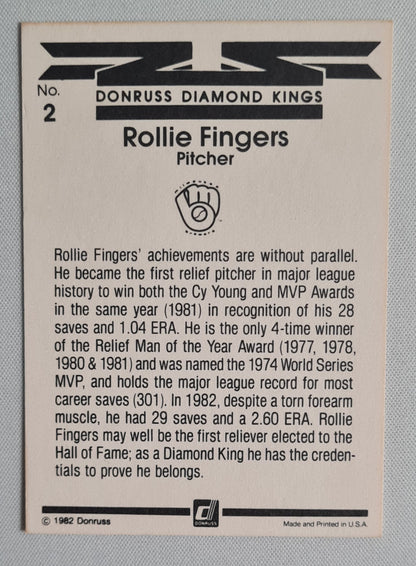 No.
2
DONRUSS DIAMOND KINGS
Rollie Fingers
Pitcher
Rollie Fingers' achievements are without parallel.
He became the first relief pitcher in major league
history to win both the Cy Young and MVP Awards
in the same year (1981) in recognition of his 28
saves and 1.04 ERA. He is the only 4-time winner
of the Relief Man of the Year Award (1977, 1978,
1980 & 1981) and was named the 1974 World Series
MVP, and holds the major league record for most
career saves (301). In 1982, despite a torn forearm
muscle, he had 29 saves and a 2.60 ERA. Rollie
Fingers may well be the first reliever elected to the
Hall of Fame; as a Diamond King he has the creden-
tials to prove he belongs.
© 1982 Donruss
DONRUSS
Made and Printed in U.S.A.